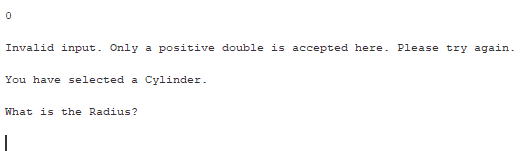 0
Invalid input. Only a positive double is accepted here. Please try again.
You have selected a Cylinder.
What is the Radius?